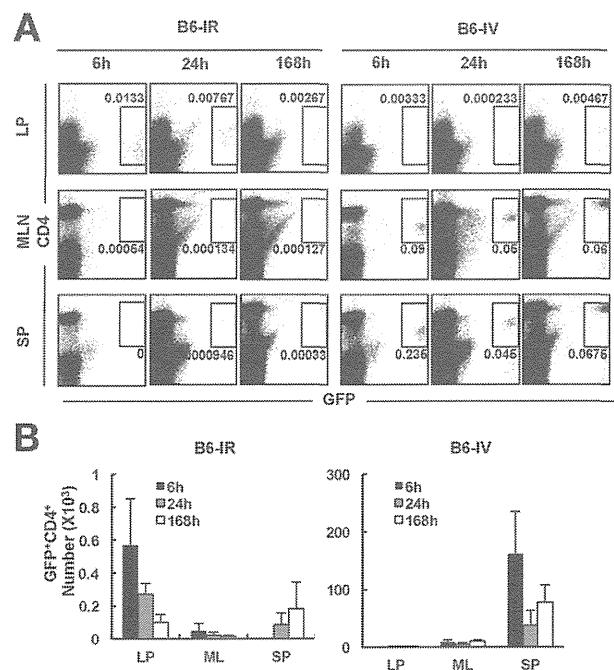 A
B6-IR B6-IV
6h 24h 168h 6h 24h 168h
LP
0.0133 0.00767 0.00267 0.00333 0.000233 0.00467
MLN
CD4
0.00054 0.000134 0.000127 0.09 0.05 0.06
SP
0 0.000946 0.00033 0.235 0.045 0.0675
GFP
B
B6-IR B6-IV
GFP⁺CD4⁺
Number (X10³)
1
0.8
0.6
0.4
0.2
0
6h
24h
168h
LP ML SP
300
200
100
0
6h
24h
168h
LP ML SP